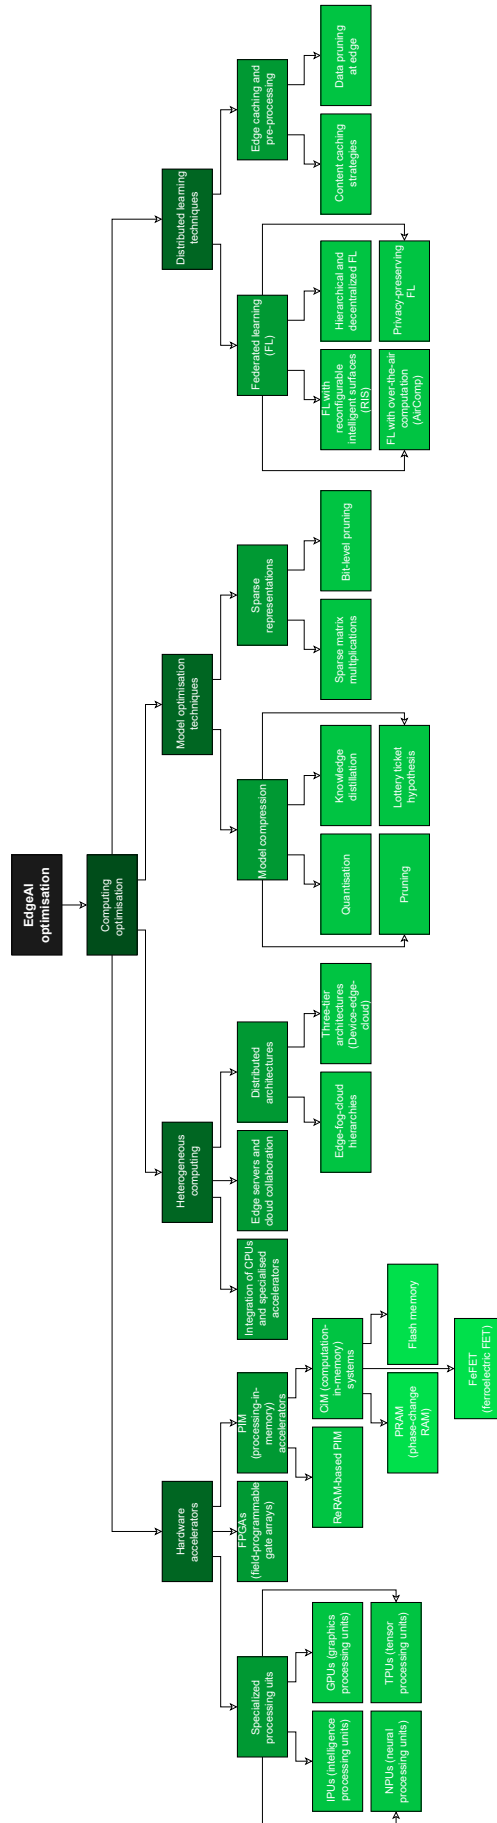 EdgeAI
optimisation
Computing
optimisation
Hardware
accelerators
Heterogeneous
computing
Model optimisation
techniques
Distributed learning
techniques
Specialized
processing uits
FPGAs
(field-programmable
gate arrays)
PIM
(processing-in-
memory)
accelerators
Integration of CPUs
and specialised
accelerators
Edge servers and
cloud collaboration
Distributed
architectures
Model compression
Sparse
representations
Federated learning
(FL)
Edge caching and
pre-processing
IPUs (intelligence
processing units)
GPUs (graphics
processing units)
ReRAM-based PIM
CIM (computation-
in-memory)
systems
Edge-fog-cloud
hierarchies
Three-tier
architectures
(Device-edge-
cloud)
Quantisation
Knowledge
distillation
Sparse matrix
multiplications
Bit-level pruning
FL with
reconfigurable
intelligent surfaces
(RIS)
Hierarchical and
decentralized FL
Content caching
strategies
Data pruning
at edge
NPUs (neural
processing units)
TPUs (tensor
processing units)
PRAM
(phase-change
RAM)
Flash memory
Pruning
Lottery ticket
hypothesis
FL with over-the-air
computation
(AirComp)
Privacy-preserving
FL
FeFET
(ferroelectric FET)